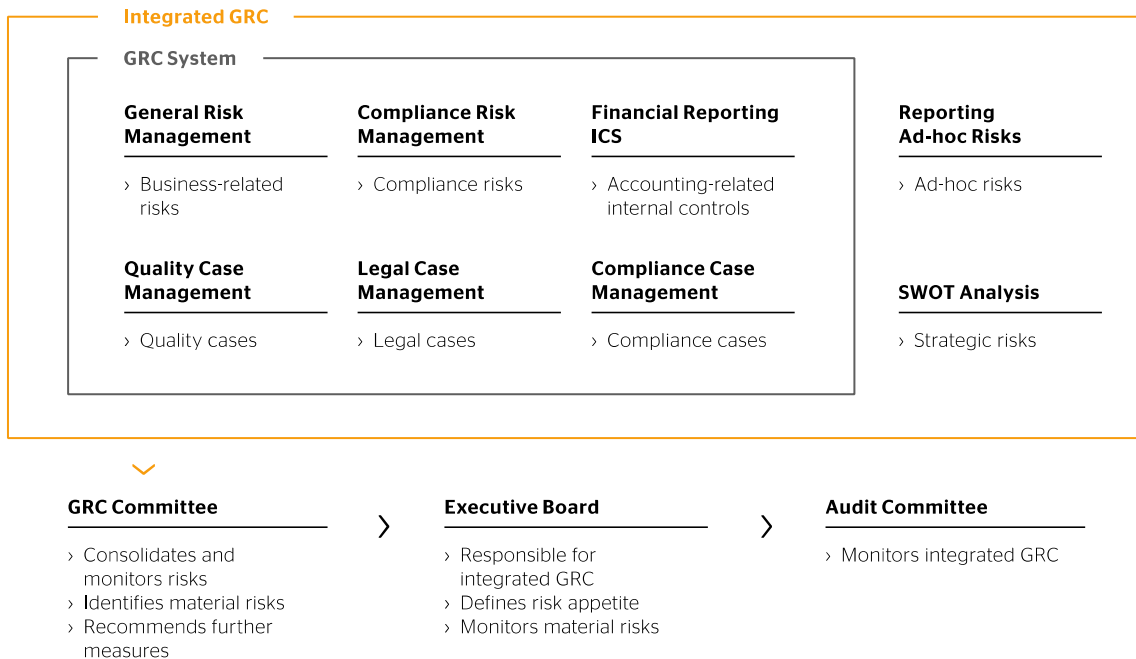 Integrated GRC
GRC System
General Risk
Management
› Business-related
risks
Compliance Risk
Management
› Compliance risks
Financial Reporting
ICS
› Accounting-related
internal controls
Reporting
Ad-hoc Risks
› Ad-hoc risks
Quality Case
Management
› Quality cases
Legal Case
Management
› Legal cases
Compliance Case
Management
› Compliance cases
SWOT Analysis
› Strategic risks
GRC Committee
› Consolidates and
monitors risks
› Identifies material risks
› Recommends further
measures
Executive Board
› Responsible for
integrated GRC
› Defines risk appetite
› Monitors material risks
Audit Committee
› Monitors integrated GRC